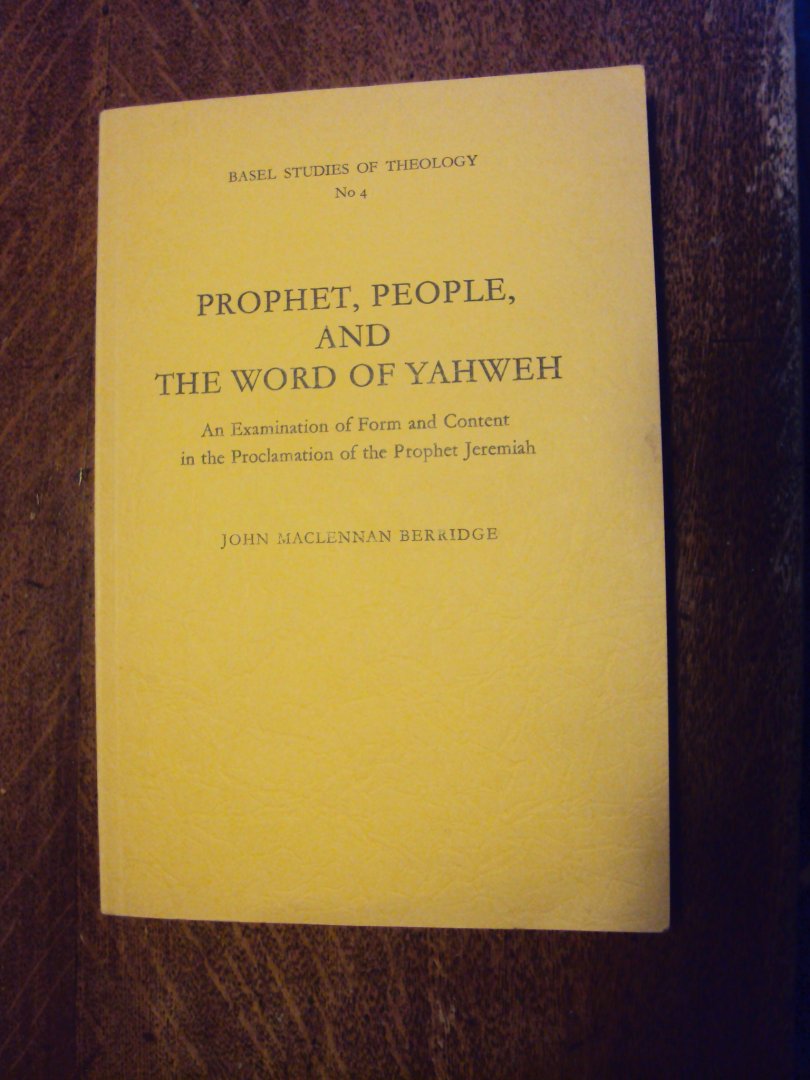 BASEL STUDIES OF THEOLOGY
No 4
PROPHET, PEOPLE,
AND
THE WORD OF YAHWEH
An Examination of Form and Content
in the Proclamation of the Prophet Jeremiah
JOHN MACLENNAN BERRIDGE